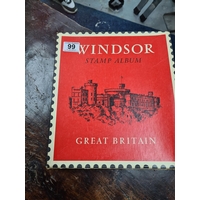 99
WINDSOR
STAMP ALBUM
GREAT BRITAIN